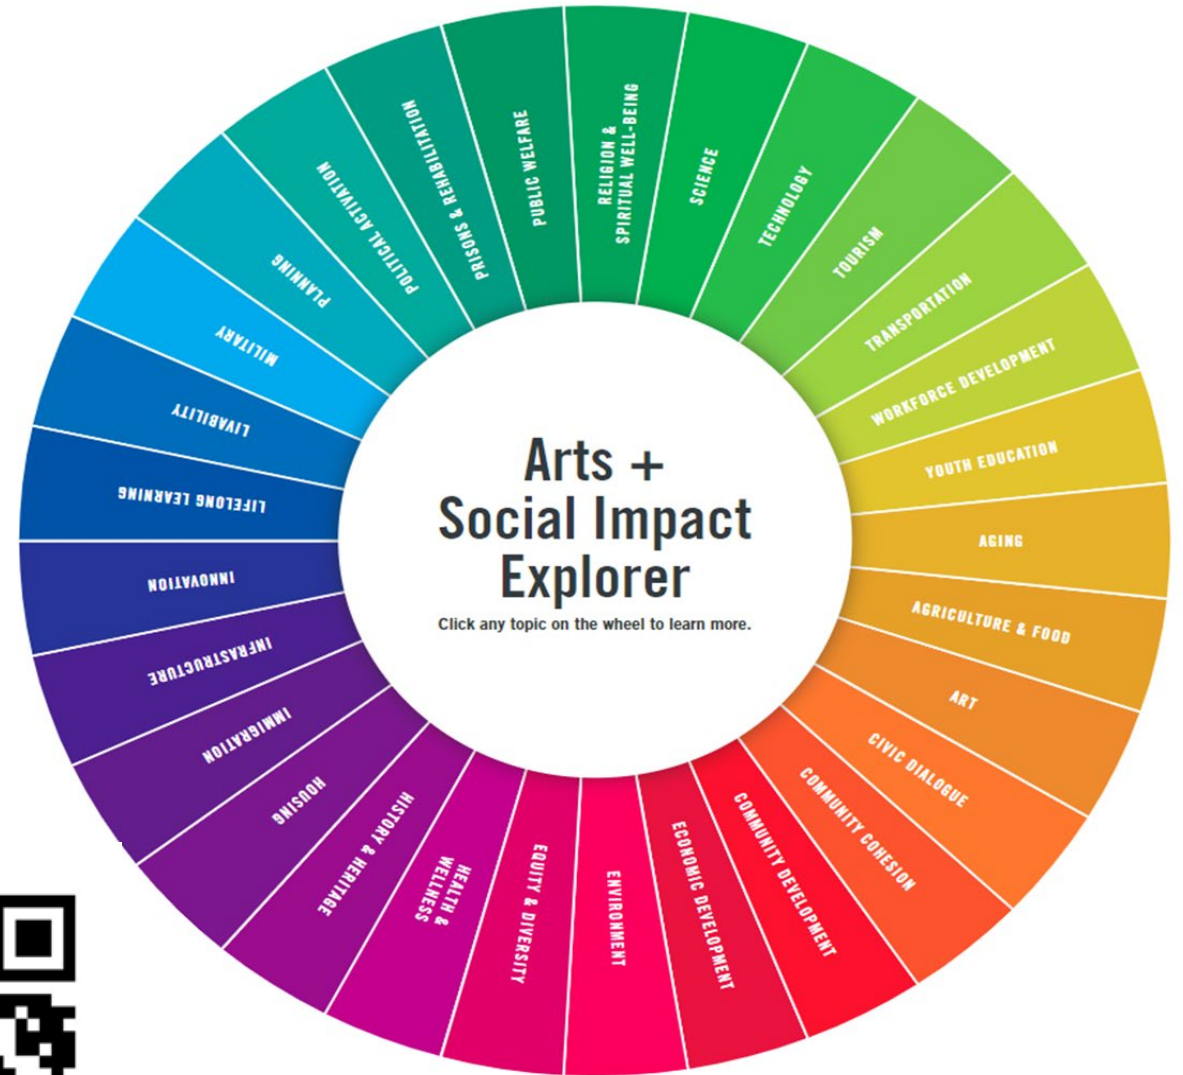 Arts +
Social Impact
Explorer
Click any topic on the wheel to learn more.
RELIGION &
SPIRITUAL WELL-BEING
SCIENCE
TECHNOLOGY
TOURISM
TRANSPORTATION
WORKFORCE DEVELOPMENT
YOUTH EDUCATION
AGING
AGRICULTURE & FOOD
ART
CIVIC DIALOGUE
COMMUNITY COHESION
COMMUNITY DEVELOPMENT
ECONOMIC DEVELOPMENT
ENVIRONMENT
EQUITY & DIVERSITY
HEALTH &
WELLNESS
HISTORY & HERITAGE
HOUSING
IMMIGRATION
INFRASTRUCTURE
INNOVATION
LIFELONG LEARNING
LIVABILITY
MILITARY
PLANNING
POLITICAL ACTIVATION
PRISONS & REHABILITATION
PUBLIC WELFARE